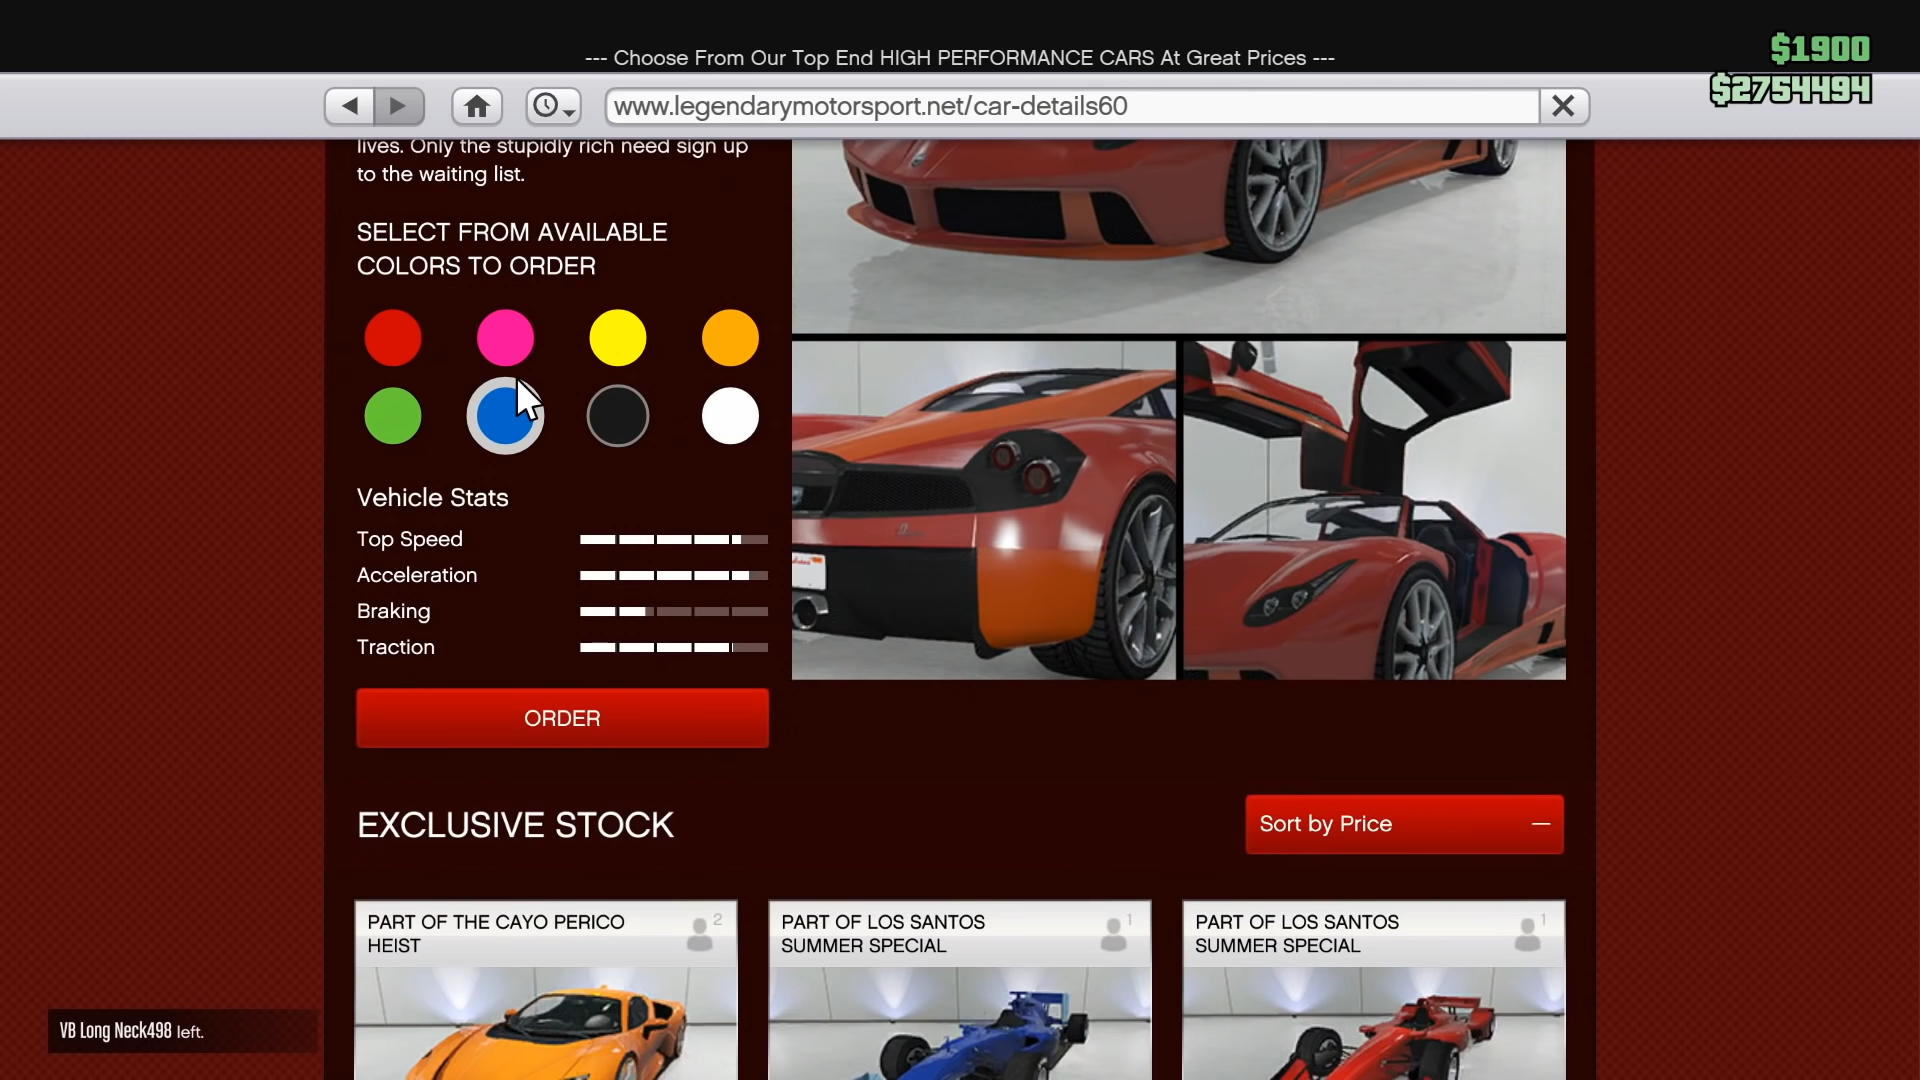 --- Choose From Our Top End HIGH PERFORMANCE CARS At Great Prices ---
$1900
$2754494
www.legendarymotorsport.net/car-details60
lives. Only the stupidly rich need sign up
to the waiting list.
SELECT FROM AVAILABLE
COLORS TO ORDER
Vehicle Stats
Top Speed
Acceleration
Braking
Traction
ORDER
EXCLUSIVE STOCK
Sort by Price
PART OF THE CAYO PERICO
HEIST
2
PART OF LOS SANTOS
SUMMER SPECIAL
1
PART OF LOS SANTOS
SUMMER SPECIAL
1
VB Long Neck498 left.